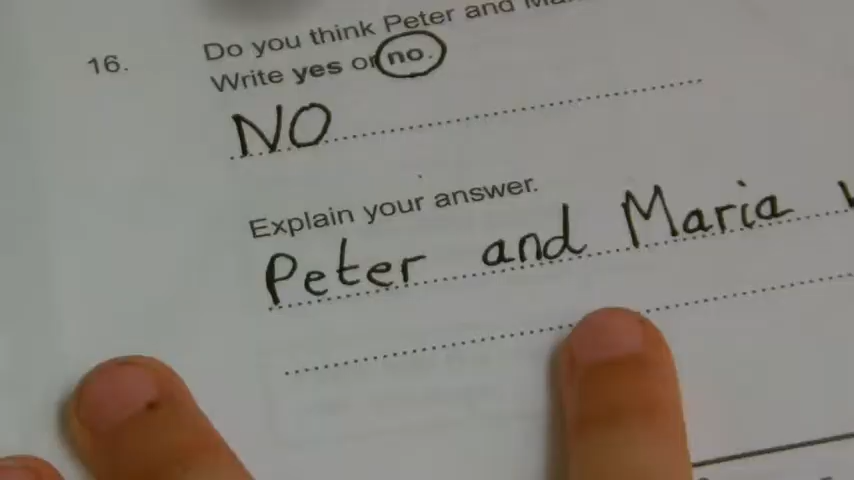 16. Do you think Peter and
Write yes or no.
NO
Explain your answer.
Peter and Maria